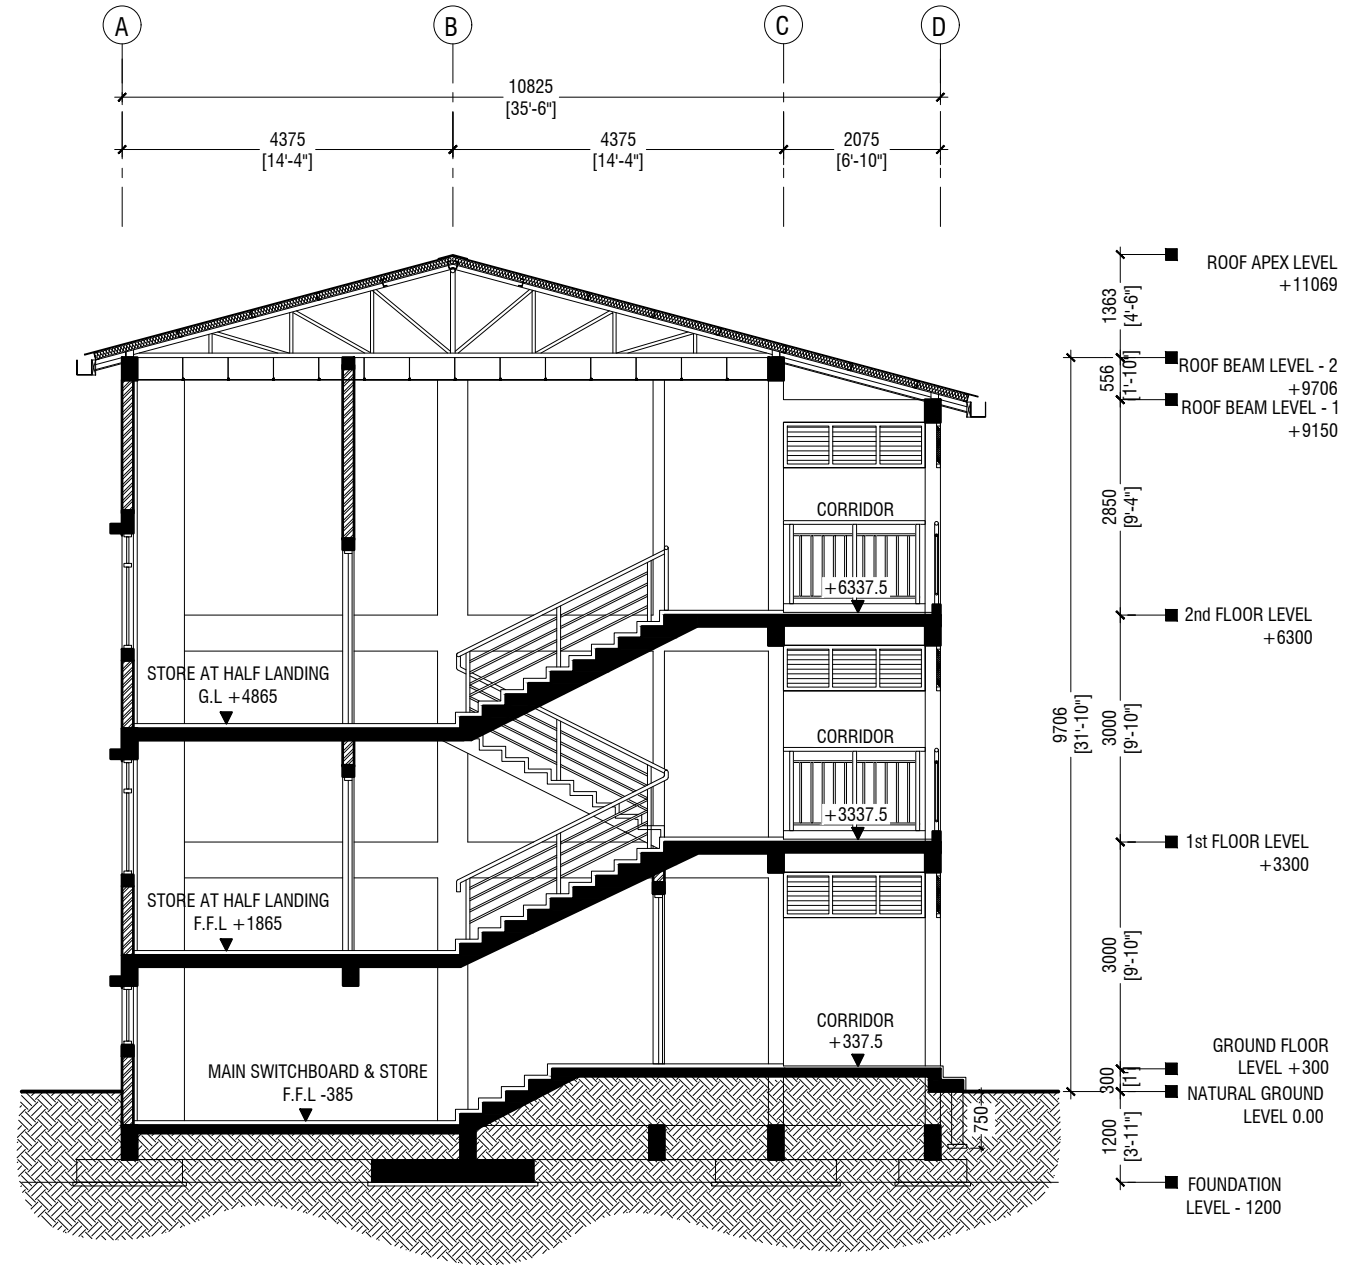 A
B
C
D
10825
[35'-6"]
4375
[14'-4"]
4375
[14'-4"]
2075
[6'-10"]
ROOF APEX LEVEL
+11069
1363
[4'-6"]
ROOF BEAM LEVEL - 2
+9706
556
[1'-10"]
ROOF BEAM LEVEL - 1
+9150
2850
[9'-4"]
CORRIDOR
+6337.5
2nd FLOOR LEVEL
+6300
STORE AT HALF LANDING
G.L +4865
9706
[31'-10"]
3000
[9'-10"]
CORRIDOR
+3337.5
1st FLOOR LEVEL
+3300
STORE AT HALF LANDING
F.F.L +1865
3000
[9'-10"]
CORRIDOR
+337.5
GROUND FLOOR
LEVEL +300
MAIN SWITCHBOARD & STORE
F.F.L -385
300
[1']
NATURAL GROUND
LEVEL 0.00
750
1200
[3'-11"]
FOUNDATION
LEVEL - 1200